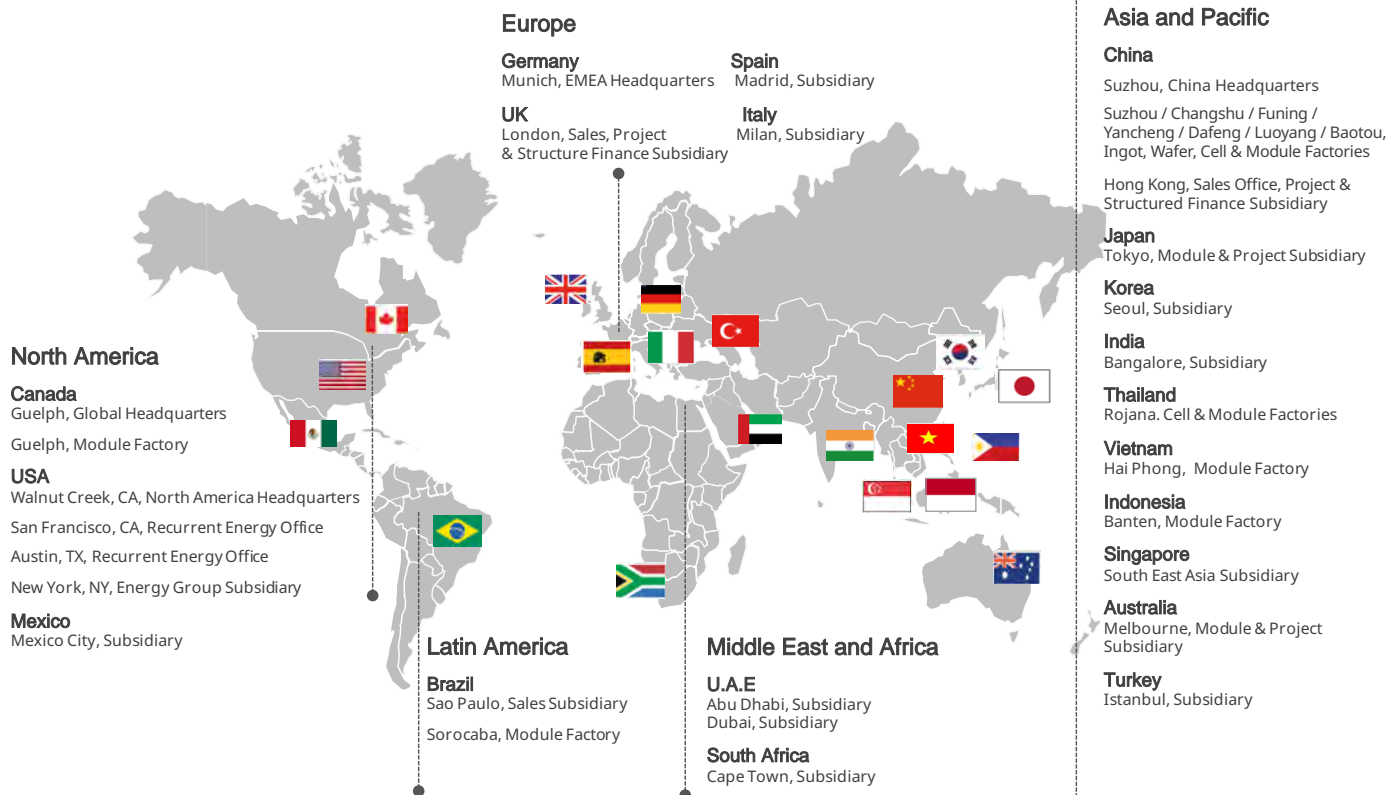 Europe
Germany
Munich, EMEA Headquarters
Spain
Madrid, Subsidiary
UK
London, Sales, Project
& Structure Finance Subsidiary
Italy
Milan, Subsidiary
North America
Canada
Guelph, Global Headquarters
Guelph, Module Factory
USA
Walnut Creek, CA, North America Headquarters
San Francisco, CA, Recurrent Energy Office
Austin, TX, Recurrent Energy Office
New York, NY, Energy Group Subsidiary
Mexico
Mexico City, Subsidiary
Latin America
Brazil
Sao Paulo, Sales Subsidiary
Sorocaba, Module Factory
Middle East and Africa
U.A.E
Abu Dhabi, Subsidiary
Dubai, Subsidiary
South Africa
Cape Town, Subsidiary
Asia and Pacific
China
Suzhou, China Headquarters
Suzhou / Changshu / Funing /
Yancheng / Dafeng / Luoyang / Baotou,
Ingot, Wafer, Cell & Module Factories
Hong Kong, Sales Office, Project &
Structured Finance Subsidiary
Japan
Tokyo, Module & Project Subsidiary
Korea
Seoul, Subsidiary
India
Bangalore, Subsidiary
Thailand
Rojana. Cell & Module Factories
Vietnam
Hai Phong, Module Factory
Indonesia
Banten, Module Factory
Singapore
South East Asia Subsidiary
Australia
Melbourne, Module & Project
Subsidiary
Turkey
Istanbul, Subsidiary